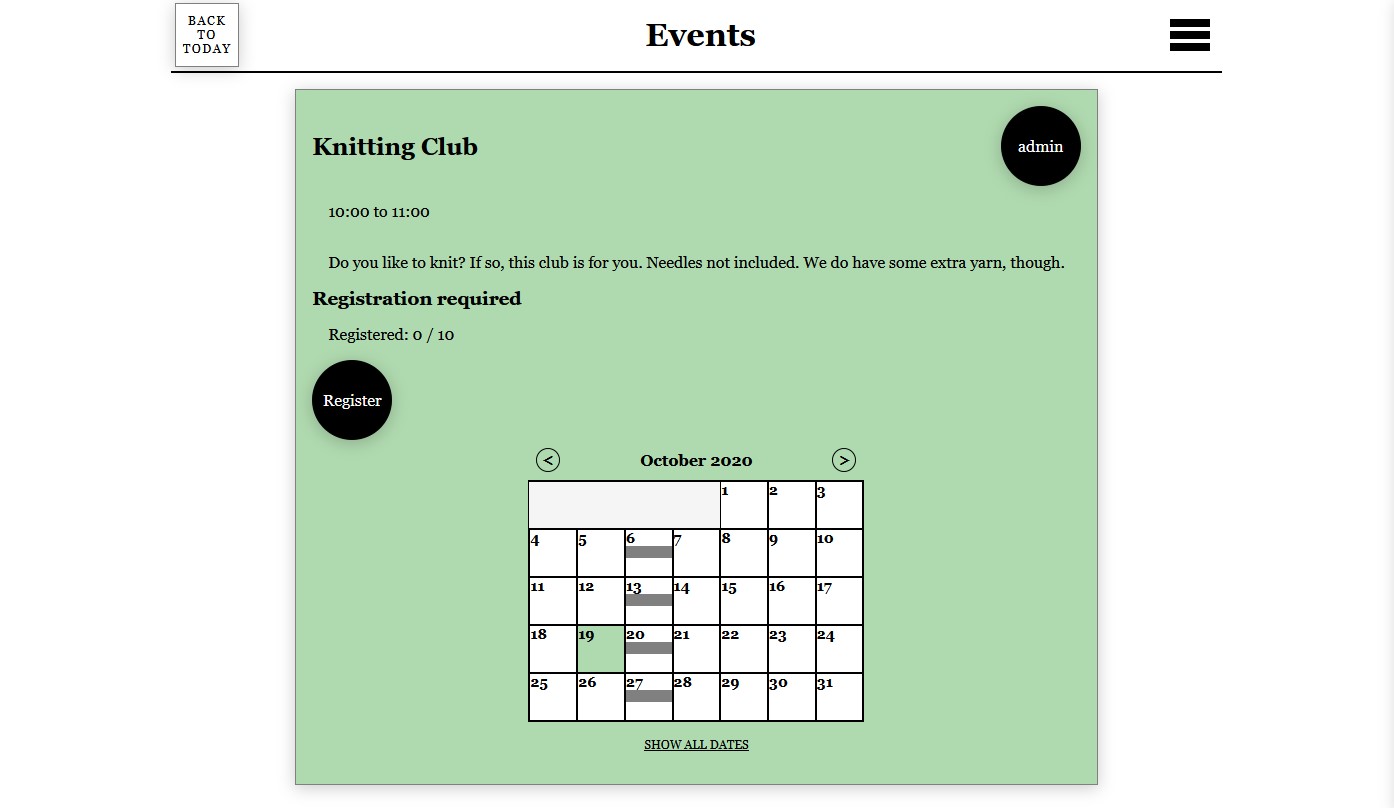 BACK
TO
TODAY
Events
Knitting Club
admin
10:00 to 11:00
Do you like to knit? If so, this club is for you. Needles not included. We do have some extra yarn, though.
Registration required
Registered: 0 / 10
Register
< October 2020 >
1 2 3
4 5 6 7 8 9 10
11 12 13 14 15 16 17
18 19 20 21 22 23 24
25 26 27 28 29 30 31
SHOW ALL DATES